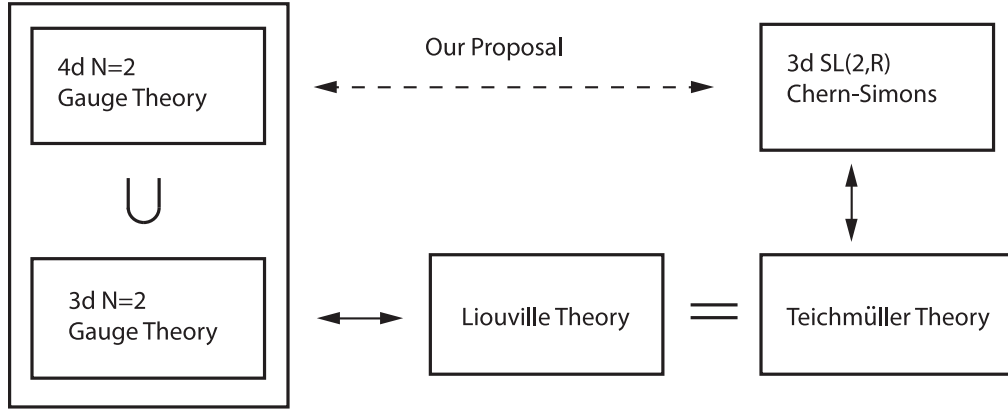 4d N=2
Gauge Theory
Our Proposal
3d SL(2,R)
Chern-Simons
3d N=2
Gauge Theory
Liouville Theory
Teichmüller Theory